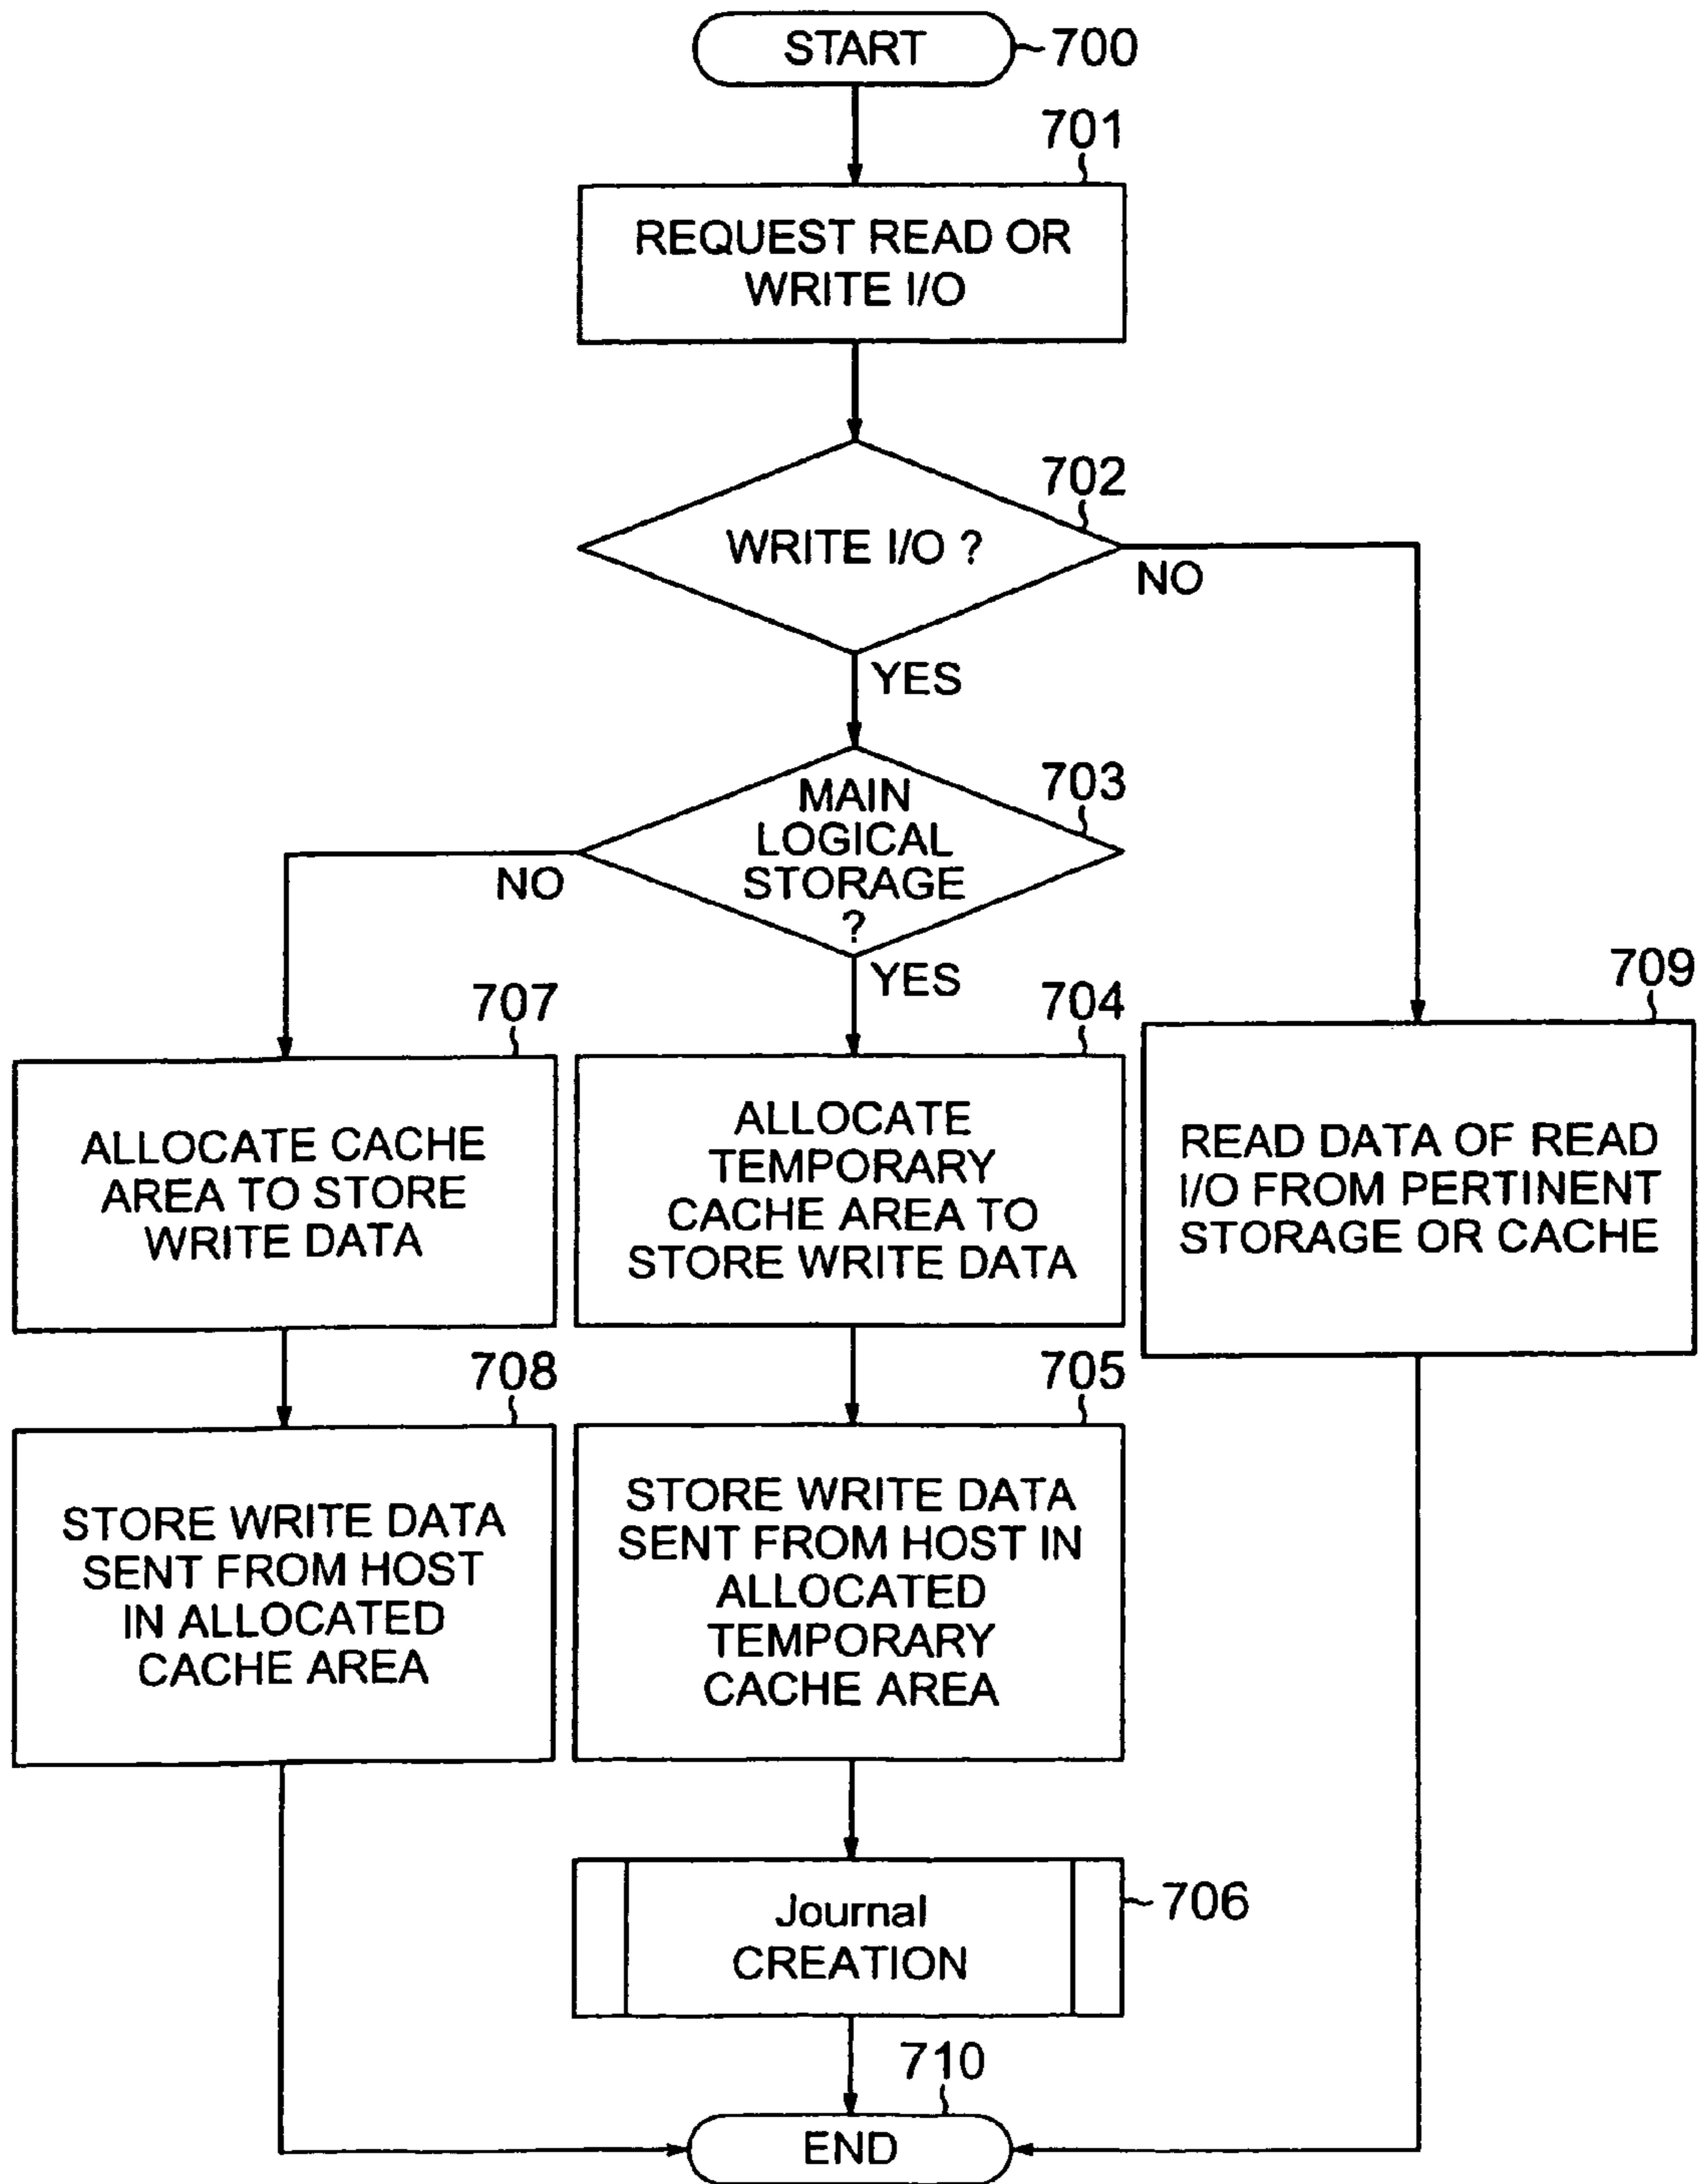 START
700
701
REQUEST READ OR
WRITE I/O
702
WRITE I/O ?
NO
YES
703
MAIN
LOGICAL
STORAGE
?
NO
YES
707
ALLOCATE CACHE
AREA TO STORE
WRITE DATA
704
ALLOCATE
TEMPORARY
CACHE AREA TO
STORE WRITE DATA
709
READ DATA OF READ
I/O FROM PERTINENT
STORAGE OR CACHE
708
STORE WRITE DATA
SENT FROM HOST
IN ALLOCATED
CACHE AREA
705
STORE WRITE DATA
SENT FROM HOST IN
ALLOCATED
TEMPORARY
CACHE AREA
Journal
CREATION
706
710
END